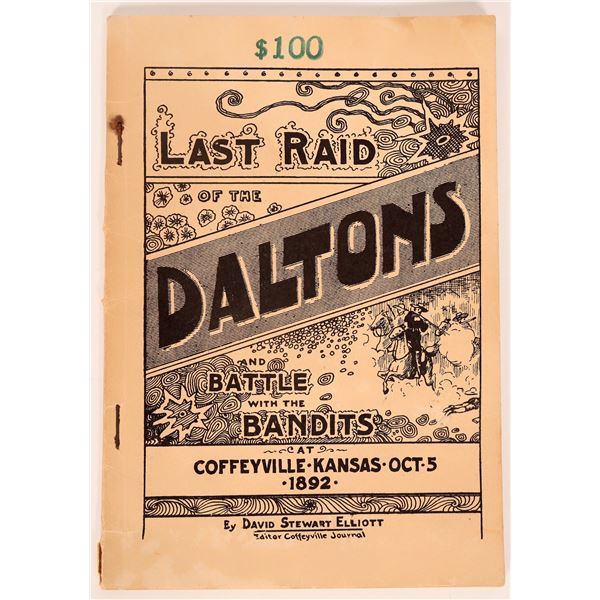 $100
LAST RAID
OF THE
DALTONS
AND
BATTLE
WITH THE
BANDITS
AT
COFFEYVILLE · KANSAS · OCT · 5
· 1892 ·
By DAVID STEWART ELLIOTT
Editor Coffeyville Journal